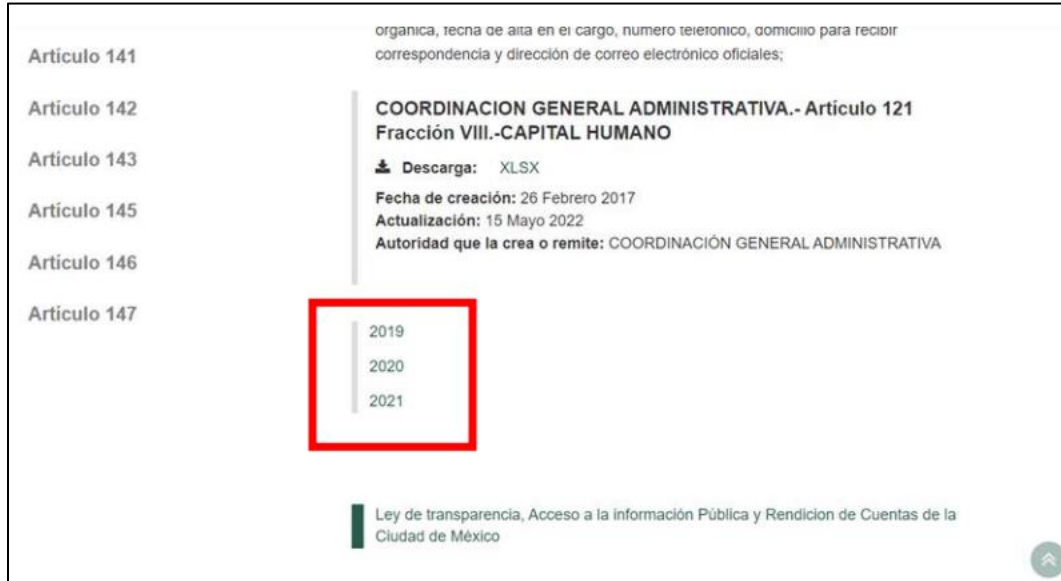 Artículo 141
Artículo 142
Artículo 143
Artículo 145
Artículo 146
Artículo 147
orgánica, fecha de alta en el cargo, número telefónico, domicilio para recibir
correspondencia y dirección de correo electrónico oficiales;
COORDINACION GENERAL ADMINISTRATIVA.- Artículo 121
Fracción VIII.-CAPITAL HUMANO
Descarga: XLSX
Fecha de creación: 26 Febrero 2017
Actualización: 15 Mayo 2022
Autoridad que la crea o remite: COORDINACIÓN GENERAL ADMINISTRATIVA
2019
2020
2021
Ley de transparencia, Acceso a la información Pública y Rendicion de Cuentas de la
Ciudad de México